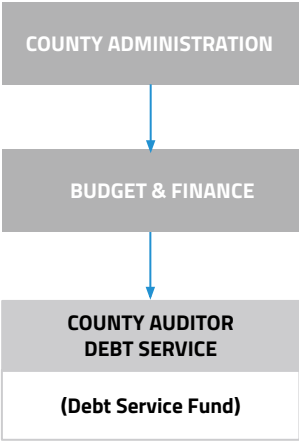 COUNTY ADMINISTRATION
BUDGET & FINANCE
COUNTY AUDITOR
DEBT SERVICE
(Debt Service Fund)